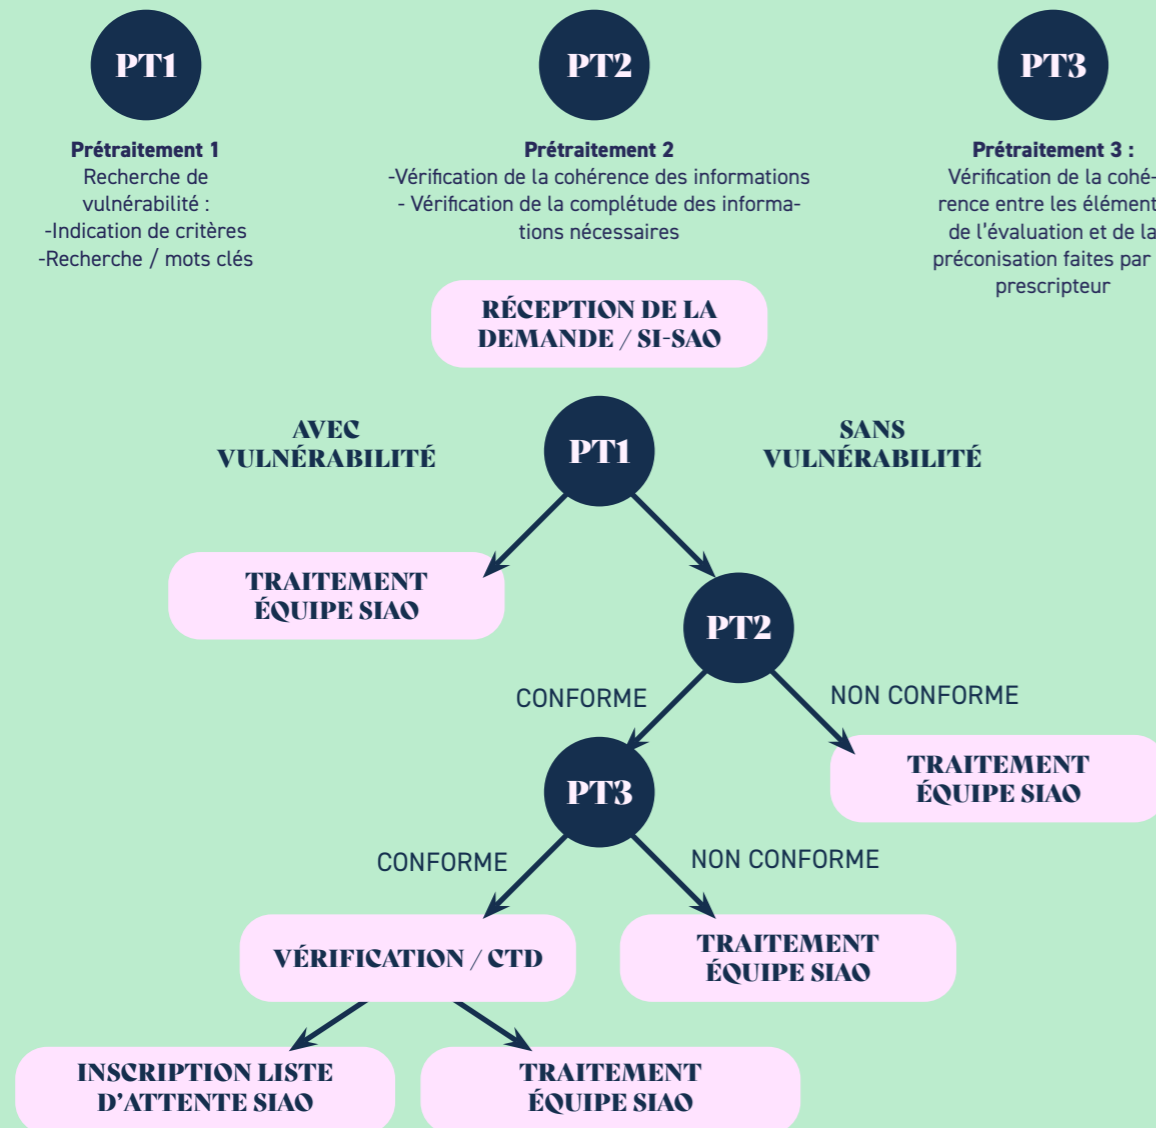 PT1
Prétraitement 1
Recherche de
vulnérabilité :
-Indication de critères
-Recherche / mots clés
PT2
Prétraitement 2
-Vérification de la cohérence des informations
- Vérification de la complétude des informa-
tions nécessaires
PT3
Prétraitement 3 :
Vérification de la cohé-
rence entre les élément
de l'évaluation et de la
préconisation faites par
prescripteur
RÉCEPTION DE LA
DEMANDE / SI-SAO
AVEC
VULNÉRABILITÉ
PT1
SANS
VULNÉRABILITÉ
TRAITEMENT
ÉQUIPE SIAO
PT2
CONFORME
NON CONFORME
TRAITEMENT
ÉQUIPE SIAO
PT3
CONFORME
NON CONFORME
VÉRIFICATION / CTD
TRAITEMENT
ÉQUIPE SIAO
INSCRIPTION LISTE
D'ATTENTE SIAO
TRAITEMENT
ÉQUIPE SIAO